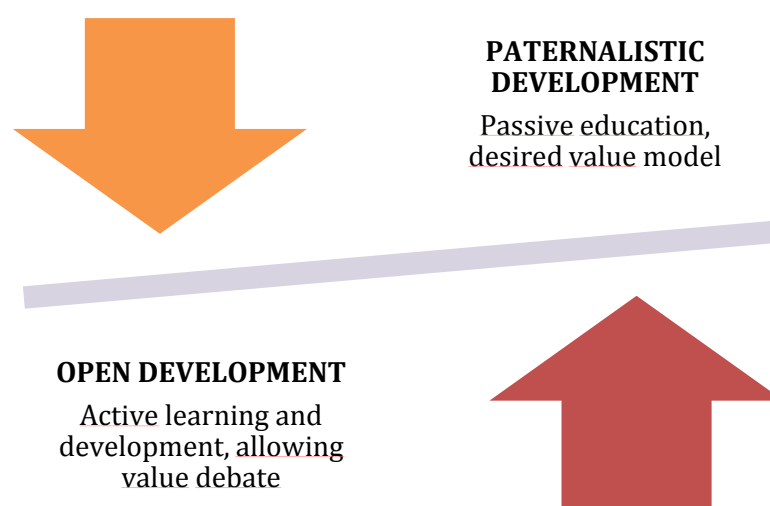 PATERNALISTIC
DEVELOPMENT
Passive education,
desired value model
OPEN DEVELOPMENT
Active learning and
development, allowing
value debate